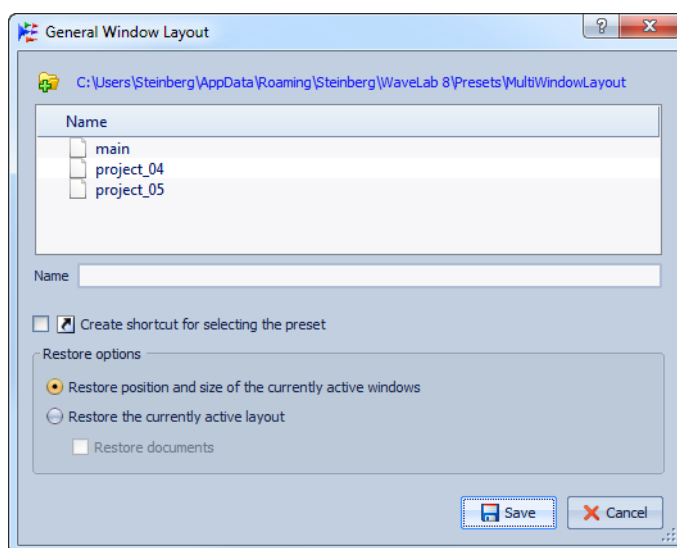 General Window Layout
?
C:\Users\Steinberg\AppData\Roaming\Steinberg\WaveLab 8\Presets\MultiWindowLayout
Name
main
project_04
project_05
Name
Create shortcut for selecting the preset
Restore options
Restore position and size of the currently active windows
Restore the currently active layout
Restore documents
Save Cancel